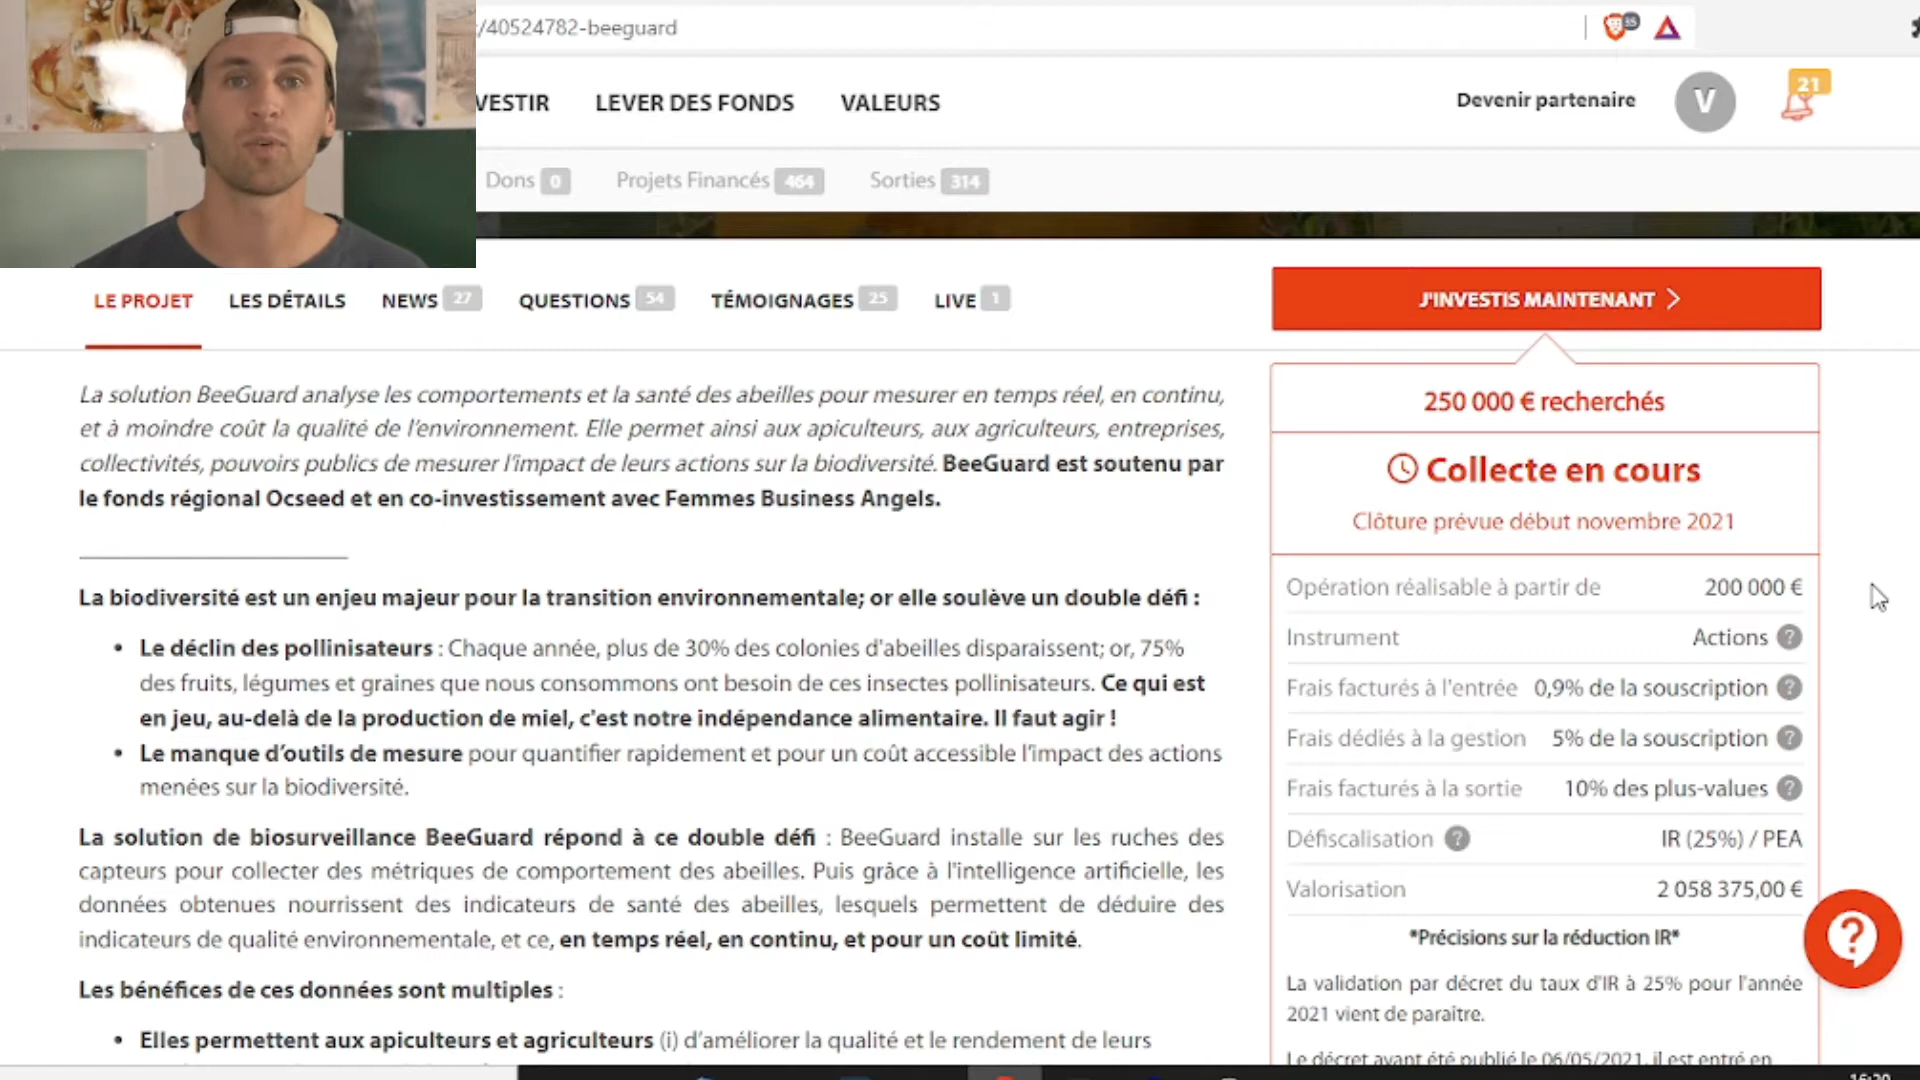 /40524782-beeguard
35
VESTIR LEVER DES FONDS VALEURS
Devenir partenaire V 21
Dons 0 Projets Financés 464 Sorties 314
LE PROJET LES DÉTAILS NEWS 27 QUESTIONS 54 TÉMOIGNAGES 25 LIVE 1
J'INVESTIS MAINTENANT
La solution BeeGuard analyse les comportements et la santé des abeilles pour mesurer en temps réel, en continu,
et à moindre coût la qualité de l'environnement. Elle permet ainsi aux apiculteurs, aux agriculteurs, entreprises,
collectivités, pouvoirs publics de mesurer l'impact de leurs actions sur la biodiversité. BeeGuard est soutenu par
le fonds régional Ocseed et en co-investissement avec Femmes Business Angels.
La biodiversité est un enjeu majeur pour la transition environnementale; or elle soulève un double défi :
• Le déclin des pollinisateurs : Chaque année, plus de 30% des colonies d'abeilles disparaissent; or, 75%
des fruits, légumes et graines que nous consommons ont besoin de ces insectes pollinisateurs. Ce qui est
en jeu, au-delà de la production de miel, c'est notre indépendance alimentaire. Il faut agir !
• Le manque d'outils de mesure pour quantifier rapidement et pour un coût accessible l'impact des actions
menées sur la biodiversité.
La solution de biosurveillance BeeGuard répond à ce double défi : BeeGuard installe sur les ruches des
capteurs pour collecter des métriques de comportement des abeilles. Puis grâce à l'intelligence artificielle, les
données obtenues nourrissent des indicateurs de santé des abeilles, lesquels permettent de déduire des
indicateurs de qualité environnementale, et ce, en temps réel, en continu, et pour un coût limité.
Les bénéfices de ces données sont multiples :
• Elles permettent aux apiculteurs et agriculteurs (i) d'améliorer la qualité et le rendement de leurs
250 000 € recherchés
Collecte en cours
Clôture prévue début novembre 2021
Opération réalisable à partir de 200 000 €
Instrument Actions ?
Frais facturés à l'entrée 0,9% de la souscription ?
Frais dédiés à la gestion 5% de la souscription ?
Frais facturés à la sortie 10% des plus-values ?
Défiscalisation ? IR (25%) / PEA
Valorisation 2 058 375,00 €
*Précisions sur la réduction IR*
La validation par décret du taux d'IR à 25% pour l'année
2021 vient de paraître.
Le décret ayant été publié le 06/05/2021, il est entré en
?